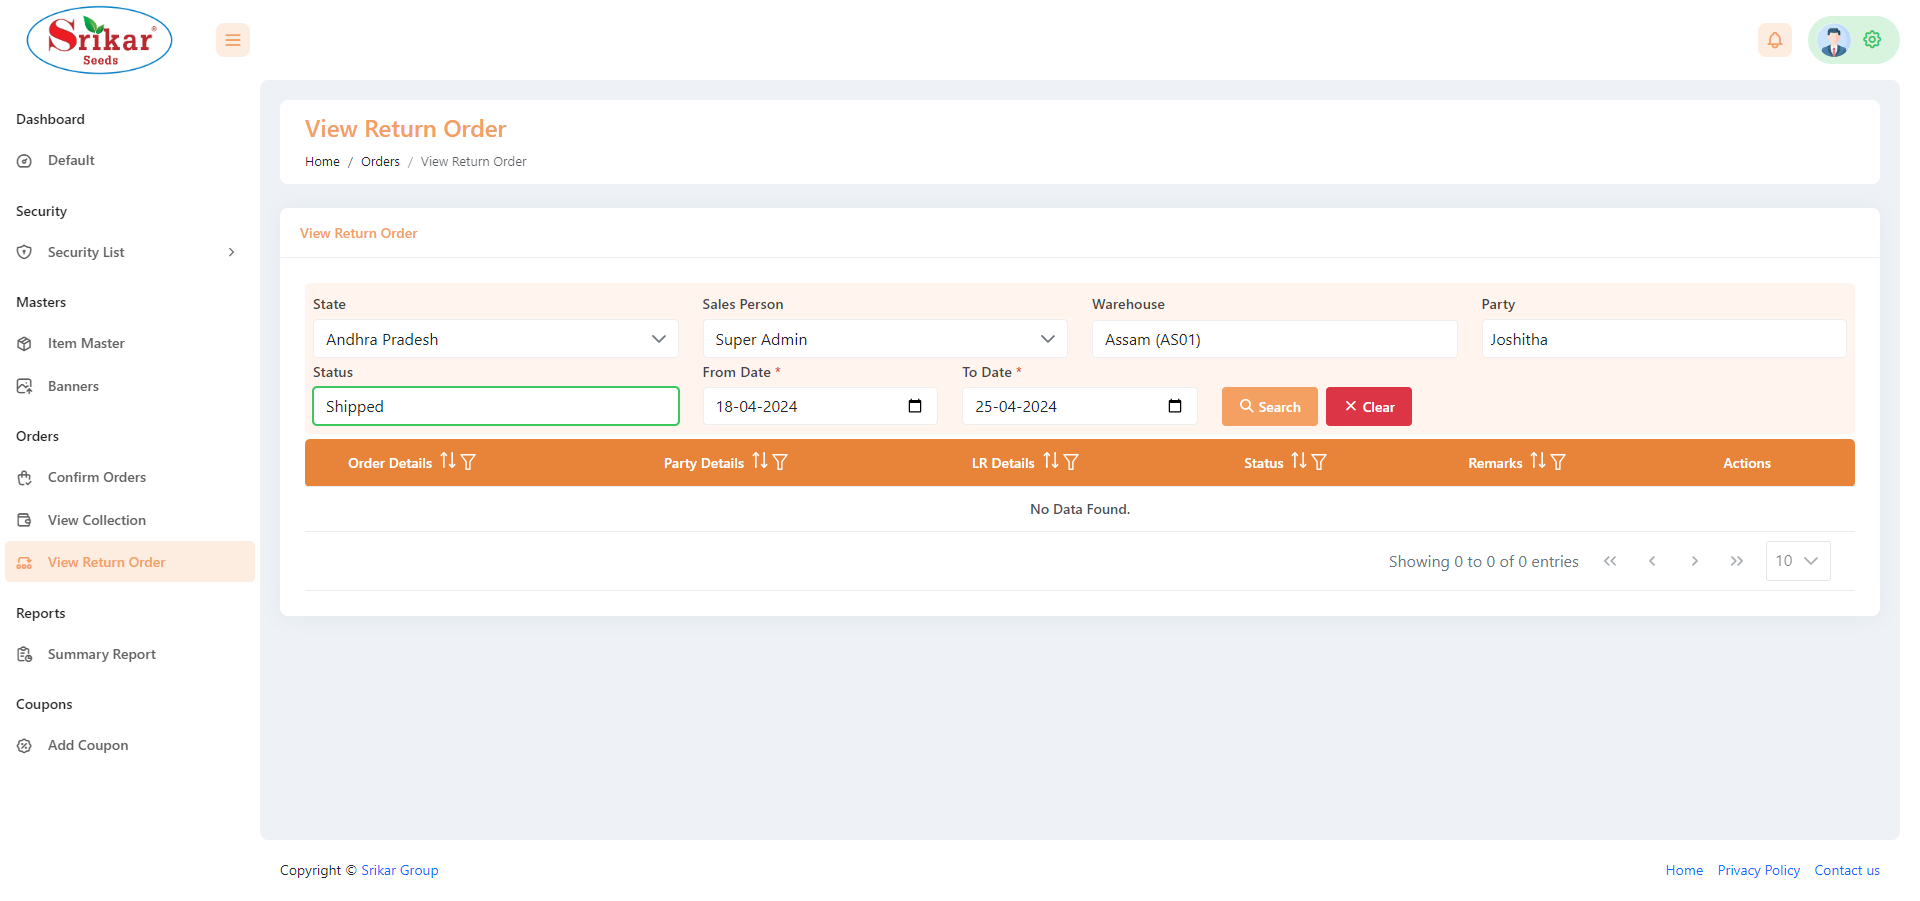 Srikar®
Seeds
Dashboard
Default
Security
Security List
Masters
Item Master
Banners
Orders
Confirm Orders
View Collection
View Return Order
Reports
Summary Report
Coupons
Add Coupon
View Return Order
Home / Orders / View Return Order
View Return Order
State Sales Person Warehouse Party
Andhra Pradesh Super Admin Assam (AS01) Joshitha
Status From Date * To Date *
Shipped 18-04-2024 25-04-2024 Search Clear
Order Details Party Details LR Details Status Remarks Actions
No Data Found.
Showing 0 to 0 of 0 entries 10
Copyright © Srikar Group Home Privacy Policy Contact us